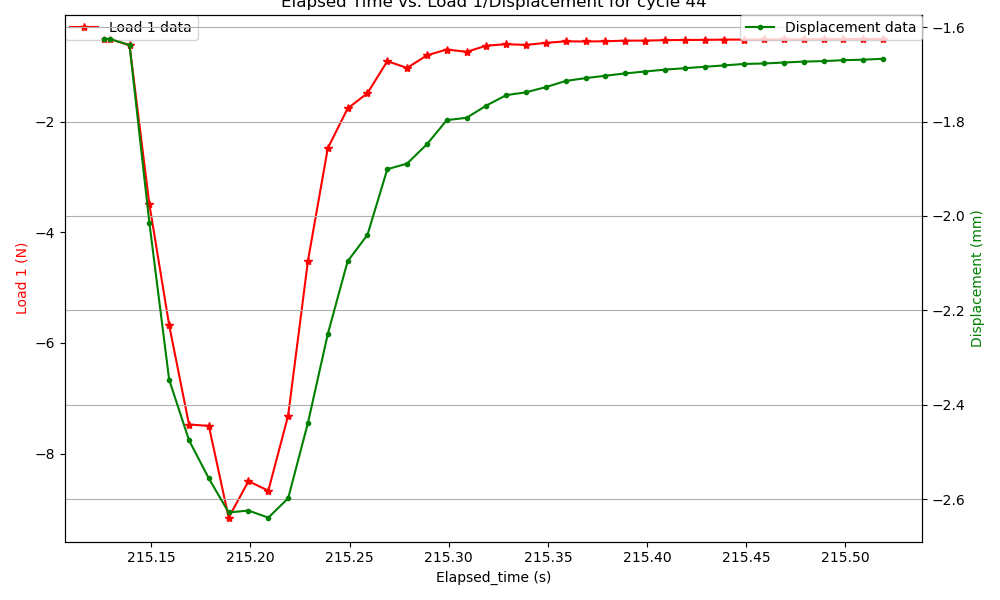 Elapsed Time vs. Load 1/Displacement for cycle 44
Load 1 data
Displacement data
−2
−4
−6
−8
Load 1 (N)
−1.6
−1.8
−2.0
−2.2
−2.4
−2.6
Displacement (mm)
215.15 215.20 215.25 215.30 215.35 215.40 215.45 215.50
Elapsed_time (s)